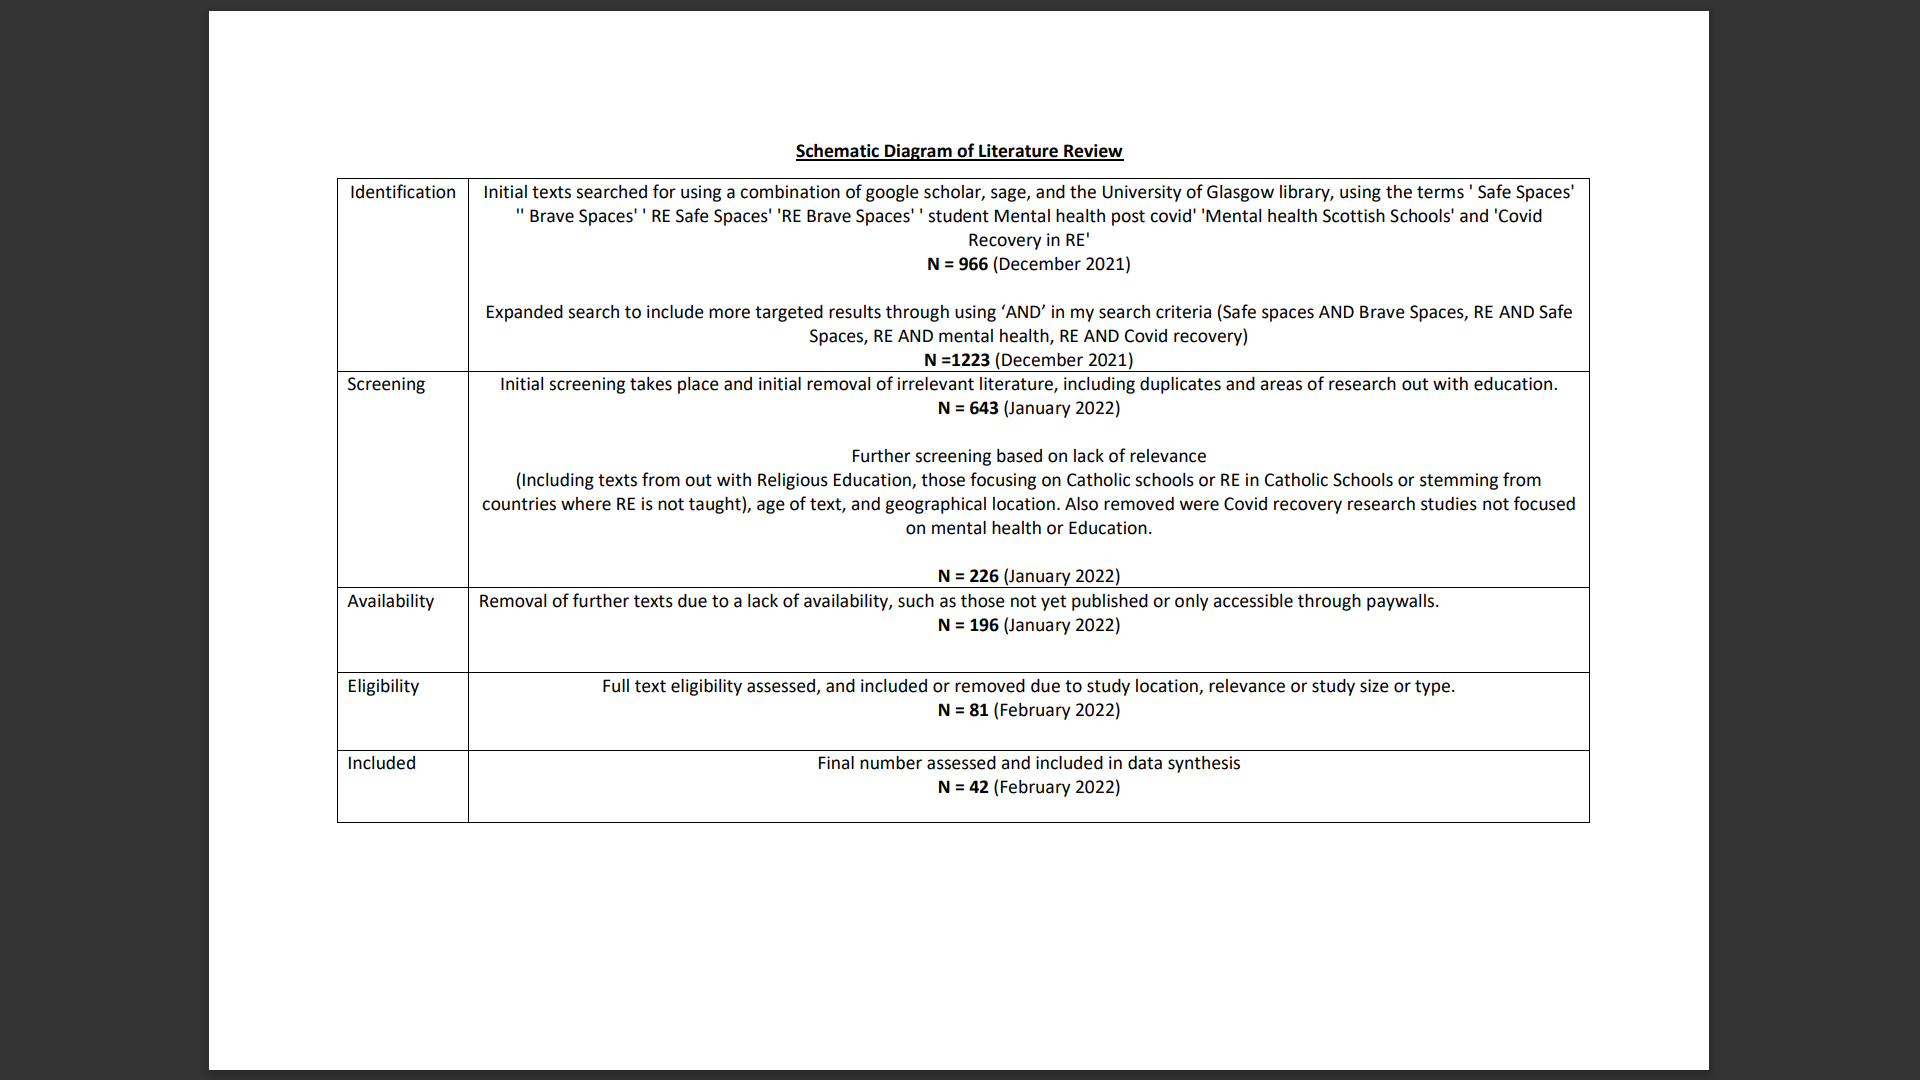 Schematic Diagram of Literature Review
Identification
Initial texts searched for using a combination of google scholar, sage, and the University of Glasgow library, using the terms ' Safe Spaces'
'' Brave Spaces' ' RE Safe Spaces' 'RE Brave Spaces' ' student Mental health post covid' 'Mental health Scottish Schools' and 'Covid
Recovery in RE'
N = 966 (December 2021)
Expanded search to include more targeted results through using ‘AND’ in my search criteria (Safe spaces AND Brave Spaces, RE AND Safe
Spaces, RE AND mental health, RE AND Covid recovery)
N =1223 (December 2021)
Screening
Initial screening takes place and initial removal of irrelevant literature, including duplicates and areas of research out with education.
N = 643 (January 2022)
Further screening based on lack of relevance
(Including texts from out with Religious Education, those focusing on Catholic schools or RE in Catholic Schools or stemming from
countries where RE is not taught), age of text, and geographical location. Also removed were Covid recovery research studies not focused
on mental health or Education.
N = 226 (January 2022)
Availability
Removal of further texts due to a lack of availability, such as those not yet published or only accessible through paywalls.
N = 196 (January 2022)
Eligibility
Full text eligibility assessed, and included or removed due to study location, relevance or study size or type.
N = 81 (February 2022)
Included
Final number assessed and included in data synthesis
N = 42 (February 2022)